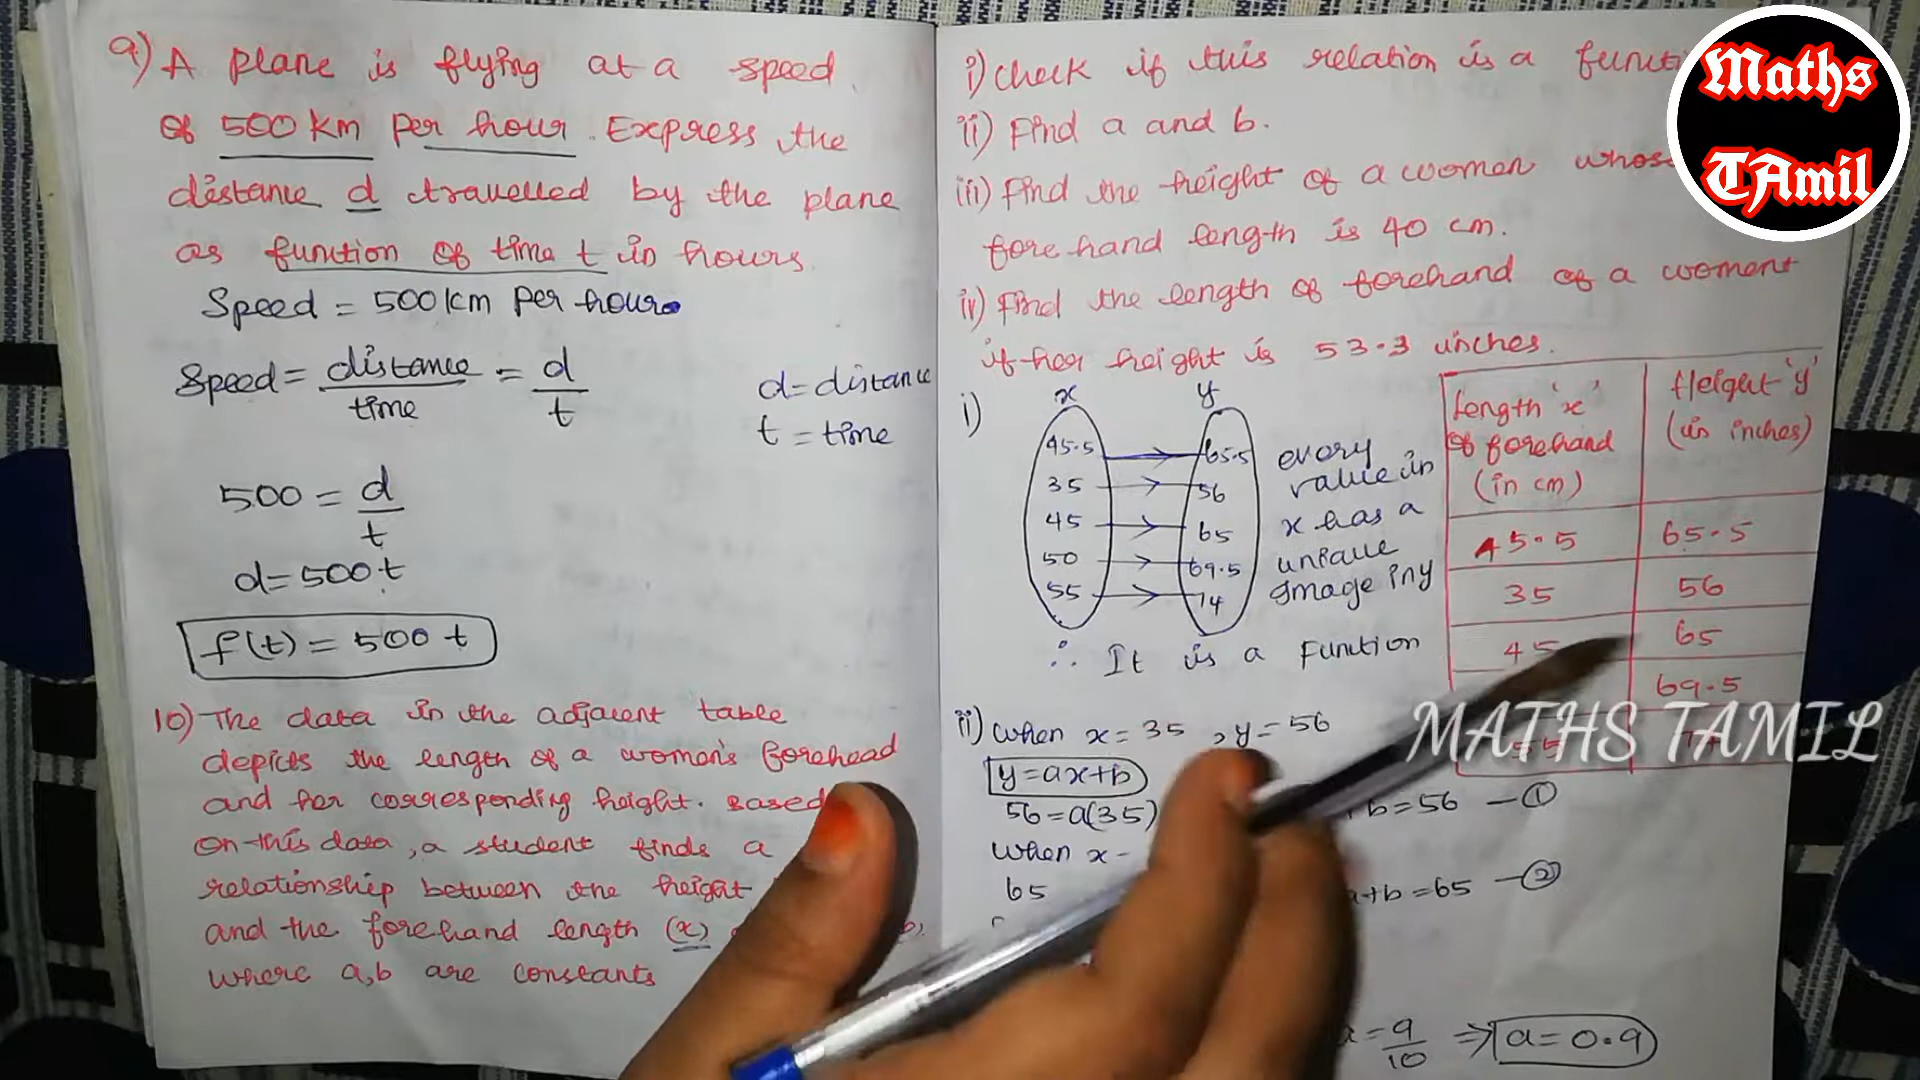 9) A plane is flying at a speed
of 500 km per hour. Express the
distance d travelled by the plane
as function of time t in hours.
Speed = 500 km per hour
Speed = distance/time = d/t
d = distance
t = time
500 = d/t
d = 500t
f(t) = 500 t
10) The data in the adjacent table
depicts the length of a woman's forehead
and her corresponding height. Based
on this data, a student finds a
relationship between the height
and the forehand length (x)
where a,b are constants
i) check if this relation is a
ii) Find a and b.
iii) Find the height of a women
forehand length is 40 cm.
iv) Find the length of forehand of a woment
if her height is 53.3 inches.
i)
x y
45.5 65.5
35 56
45 65
50 69.5
55 74
every
value in
x has a
unique
Image in y
∴ It is a Function
Length 'x'
of forehand
(in cm)
Height 'y'
(in inches)
45.5 65.5
35 56
45 65
69.5
ii) when x = 35, y = 56
y = ax+b
56 = a(35)
+b = 56 — ①
when x -
65
a+b = 65 — ②
a = 9/10 ⇒ a = 0.9
Maths
TAmil
MATHS TAMIL